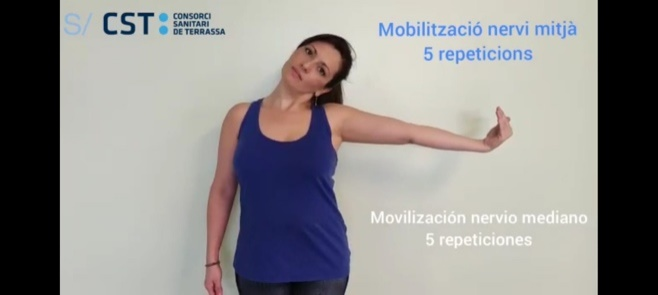 S/ CST CONSORCI
SANITARI
DE TERRASSA
Mobilització nervi mitjà
5 repeticions
Movilización nervio mediano
5 repeticiones